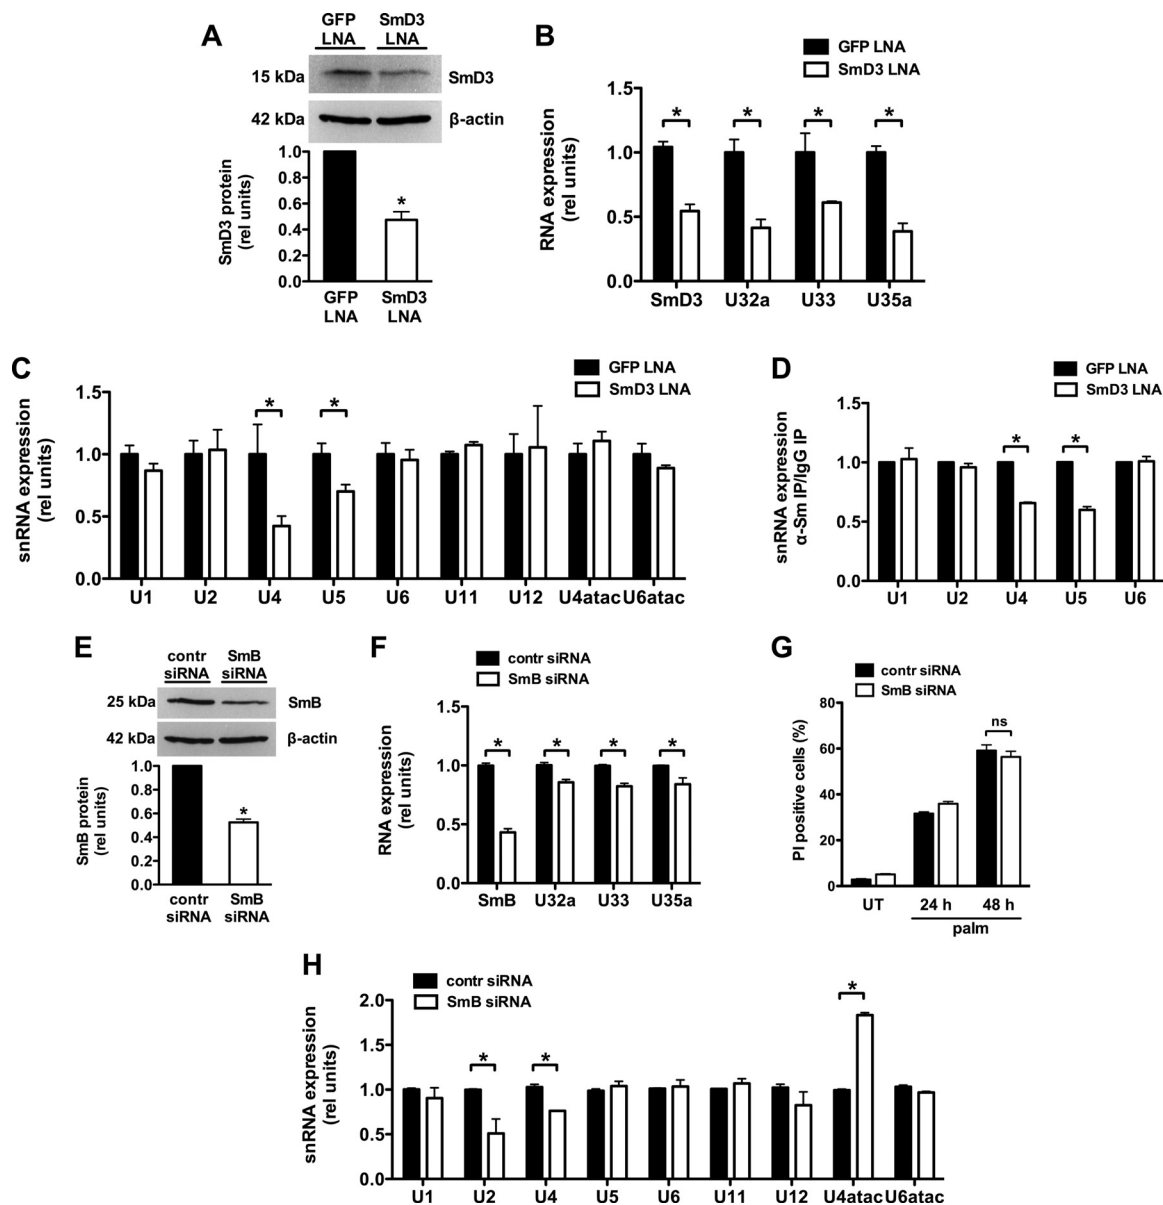 A
GFP LNA
SmD3 LNA
15 kDa
SmD3
42 kDa
β-actin
SmD3 protein
(rel units)
1.0
0.8
0.6
0.4
0.2
0.0
*
GFP LNA
SmD3 LNA
B
GFP LNA
SmD3 LNA
RNA expression
(rel units)
1.5
1.0
0.5
0.0
* * * *
SmD3 U32a U33 U35a
C
GFP LNA
SmD3 LNA
snRNA expression
(rel units)
1.5
1.0
0.5
0.0
* *
U1 U2 U4 U5 U6 U11 U12 U4atac U6atac
D
GFP LNA
SmD3 LNA
snRNA expression
α-Sm IP/IgG IP
1.5
1.0
0.5
0.0
* *
U1 U2 U4 U5 U6
E
contr siRNA
SmB siRNA
25 kDa
SmB
42 kDa
β-actin
SmB protein
(rel units)
1.0
0.8
0.6
0.4
0.2
0.0
*
contr siRNA
SmB siRNA
F
contr siRNA
SmB siRNA
RNA expression
(rel units)
1.5
1.0
0.5
0.0
* * * *
SmB U32a U33 U35a
G
contr siRNA
SmB siRNA
PI positive cells (%)
80
60
40
20
0
ns
UT 24 h 48 h
palm
H
contr siRNA
SmB siRNA
snRNA expression
(rel units)
2.0
1.5
1.0
0.5
0.0
* * *
U1 U2 U4 U5 U6 U11 U12 U4atac U6atac